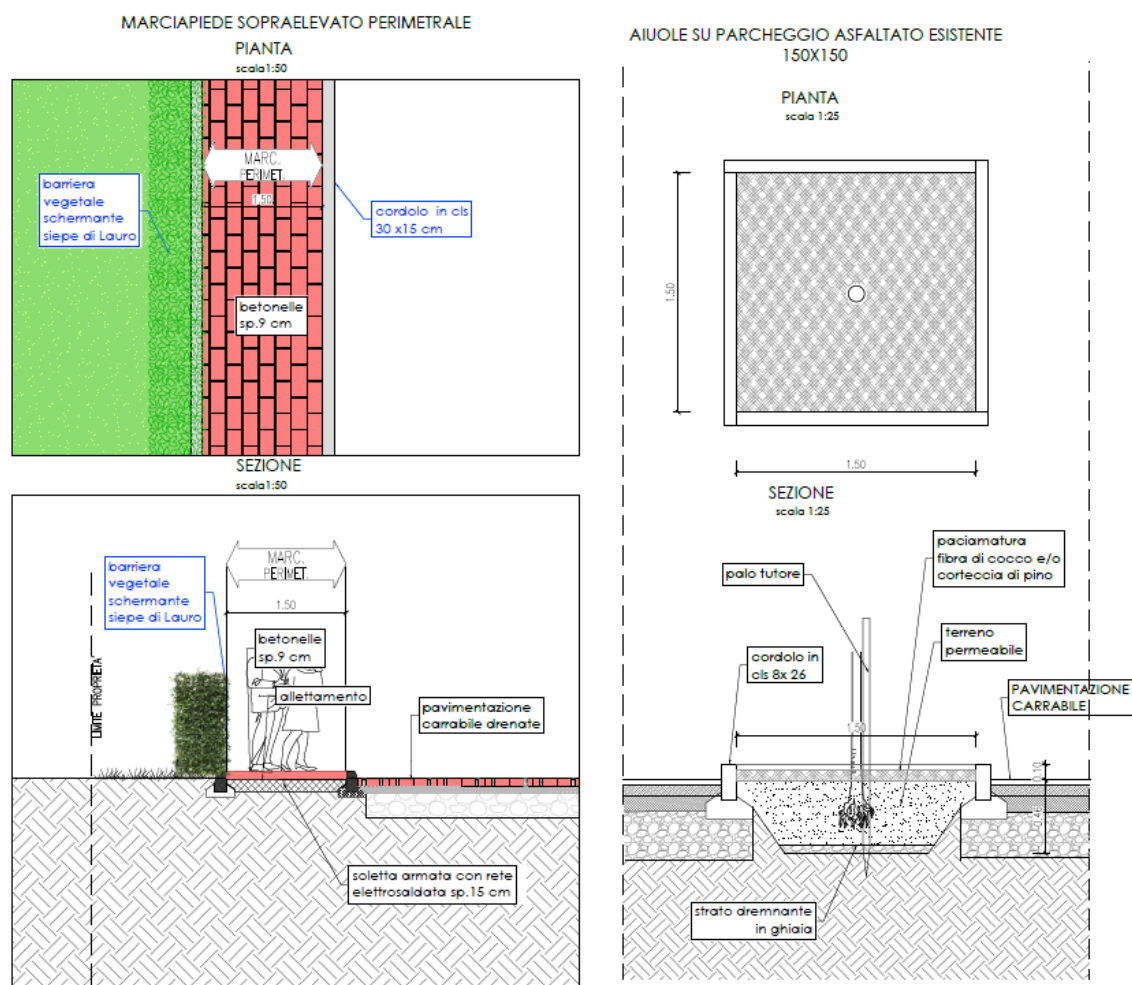 MARCIAPIEDE SOPRAELEVATO PERIMETRALE
PIANTA
scala1:50
barriera
vegetale
schermante
siepe di Lauro
MARC.
PERIMET.
1.50
cordolo in cls
30 x15 cm
betonelle
sp.9 cm
SEZIONE
scala1:50
barriera
vegetale
schermante
siepe di Lauro
MARC.
PERIMET.
1.50
betonelle
sp.9 cm
allettamento
LIMITE PROPRIETA'
pavimentazione
carrabile drenate
soletta armata con rete
elettrosaldata sp.15 cm
AIUOLE SU PARCHEGGIO ASFALTATO ESISTENTE
150X150
PIANTA
scala 1:25
1.50
1.50
SEZIONE
scala 1:25
paciamatura
fibra di cocco e/o
corteccia di pino
palo tutore
terreno
permeabile
cordolo in
cls 8x 26
PAVIMENTAZIONE
CARRABILE
1.50
0.10
.46
strato dremnante
in ghiaia